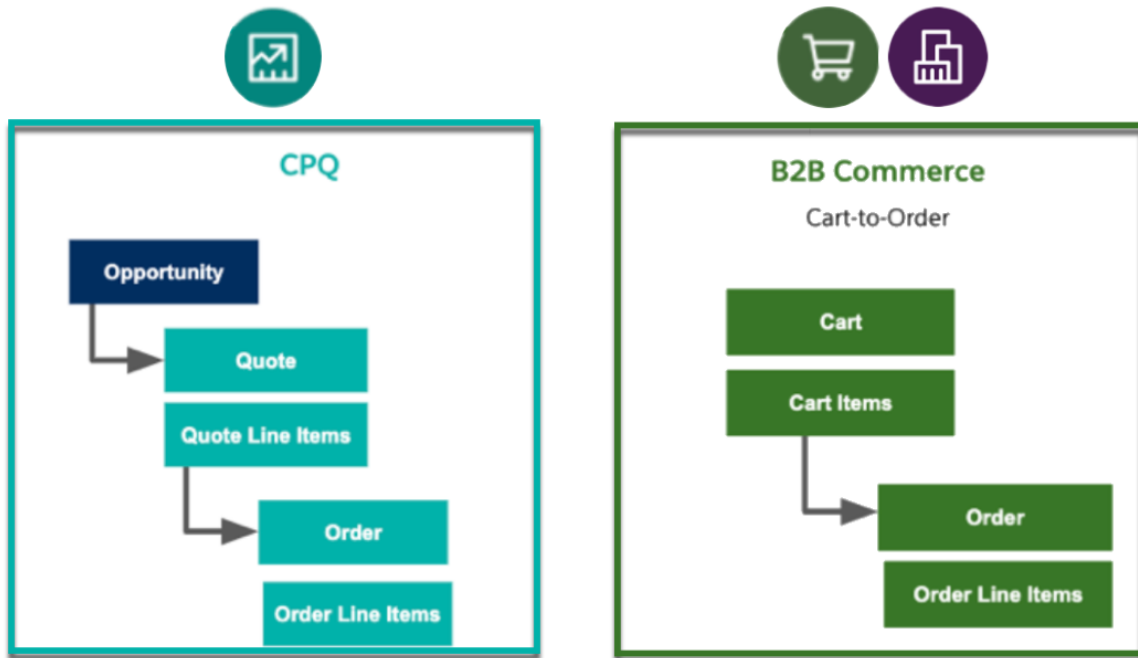 CPQ
Opportunity
Quote
Quote Line Items
Order
Order Line Items
B2B Commerce
Cart-to-Order
Cart
Cart Items
Order
Order Line Items